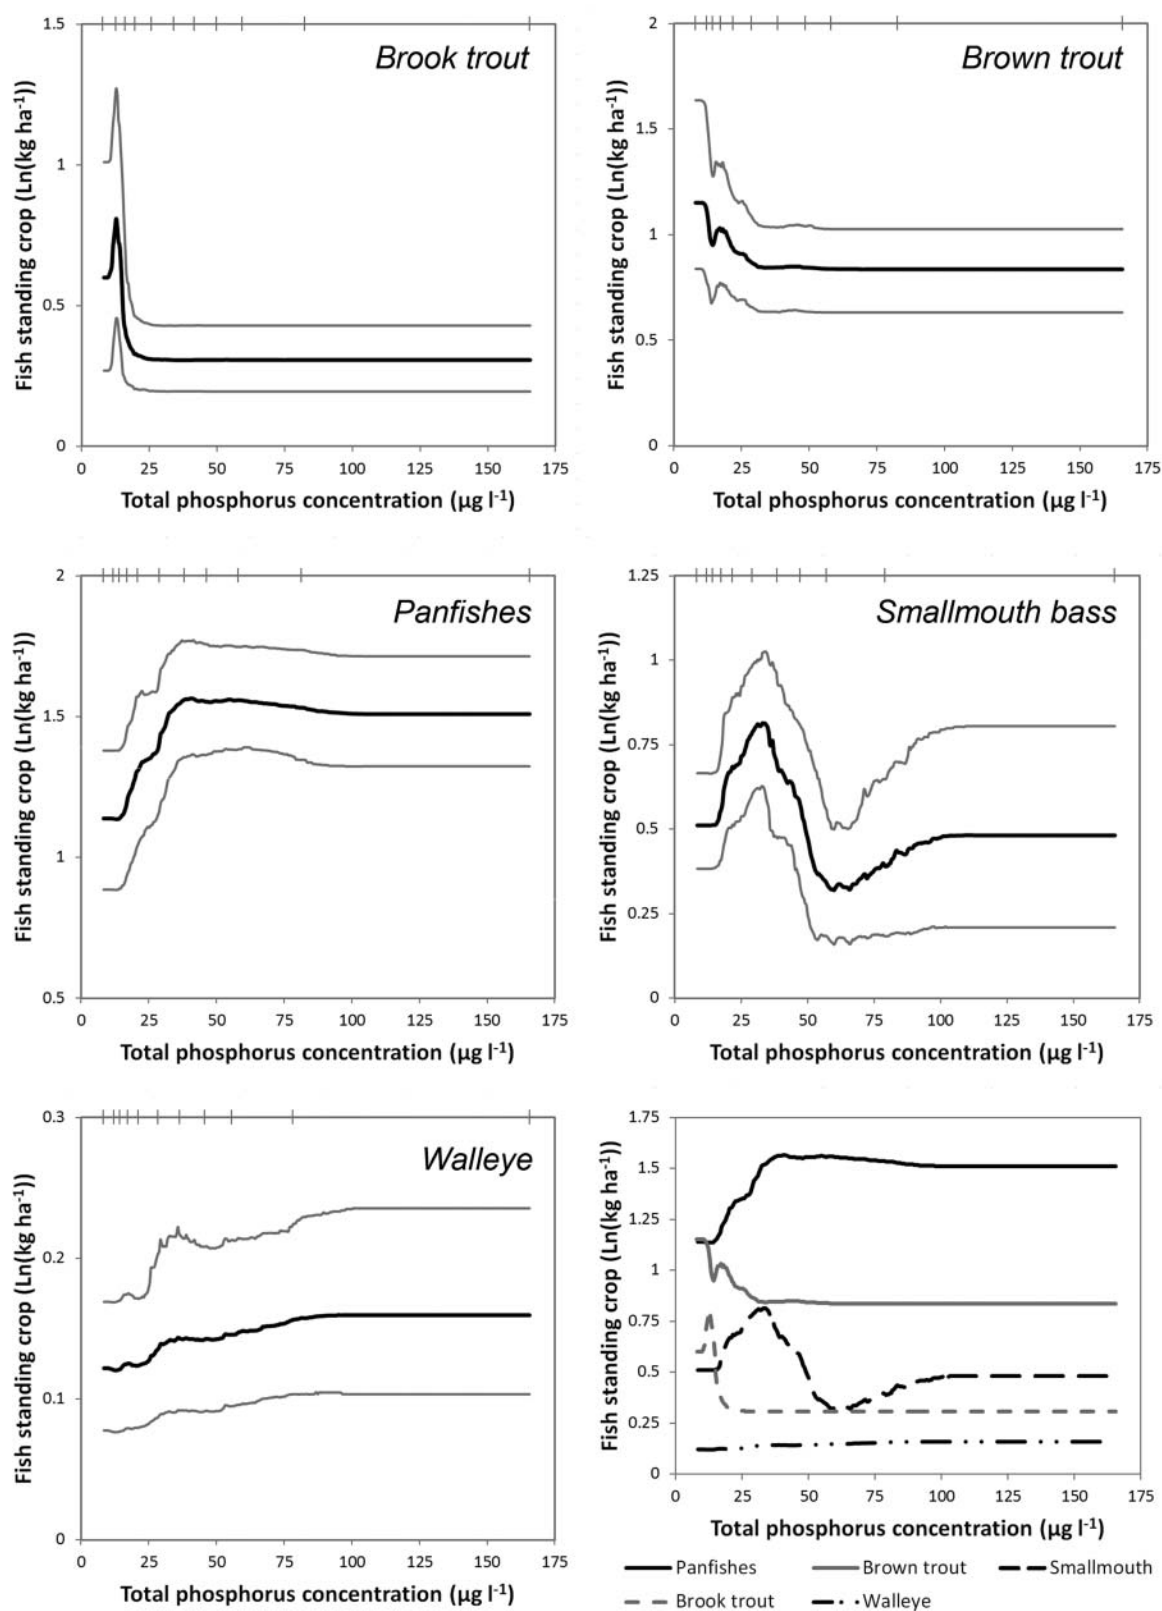 Brook trout
Fish standing crop (Ln(kg ha-1))
1.5
1
0.5
0
0 25 50 75 100 125 150 175
Total phosphorus concentration (µg l-1)
Brown trout
Fish standing crop (Ln(kg ha-1))
2
1.5
1
0.5
0
0 25 50 75 100 125 150 175
Total phosphorus concentration (µg l-1)
Panfishes
Fish standing crop (Ln(kg ha-1))
2
1.5
1
0.5
0 25 50 75 100 125 150 175
Total phosphorus concentration (µg l-1)
Smallmouth bass
Fish standing crop (Ln(kg ha-1))
1.25
1
0.75
0.5
0.25
0
0 25 50 75 100 125 150 175
Total phosphorus concentration (µg l-1)
Walleye
Fish standing crop (Ln(kg ha-1))
0.3
0.2
0.1
0
0 25 50 75 100 125 150 175
Total phosphorus concentration (µg l-1)
Fish standing crop (Ln(kg ha-1))
1.75
1.5
1.25
1
0.75
0.5
0.25
0
0 25 50 75 100 125 150 175
Total phosphorus concentration (µg l-1)
Panfishes Brown trout Smallmouth
Brook trout Walleye